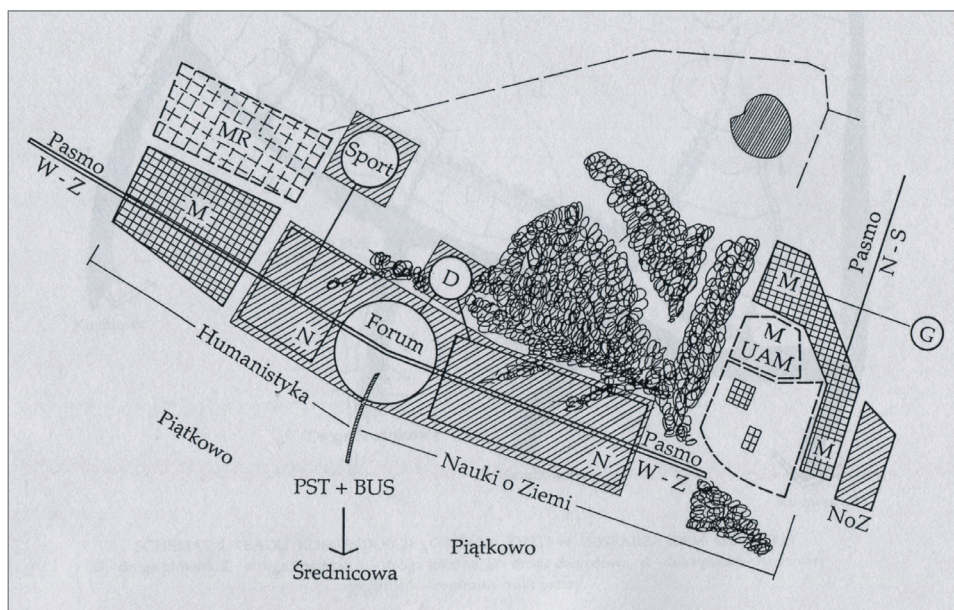 MR
Sport
Pasmo
W - Z
M
D
Pasmo
N - S
M
G
M
UAM
Forum
N
Humanistyka
N
Pasmo
W - Z
M
NoZ
Piątkowo
Nauki o Ziemi
PST + BUS
Piątkowo
Średnicowa